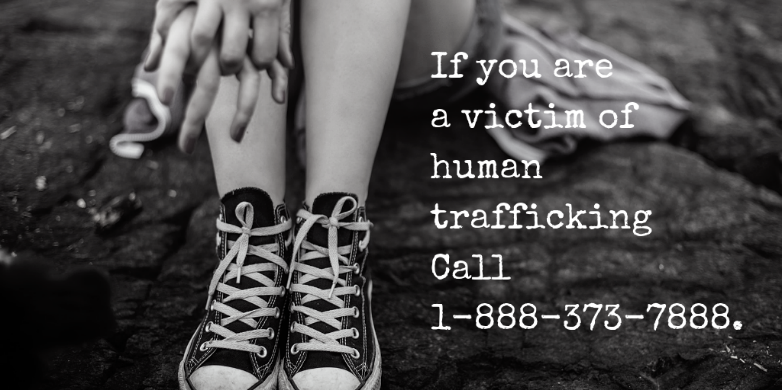 If you are
a victim of
human
trafficking
Call
1-888-373-7888.